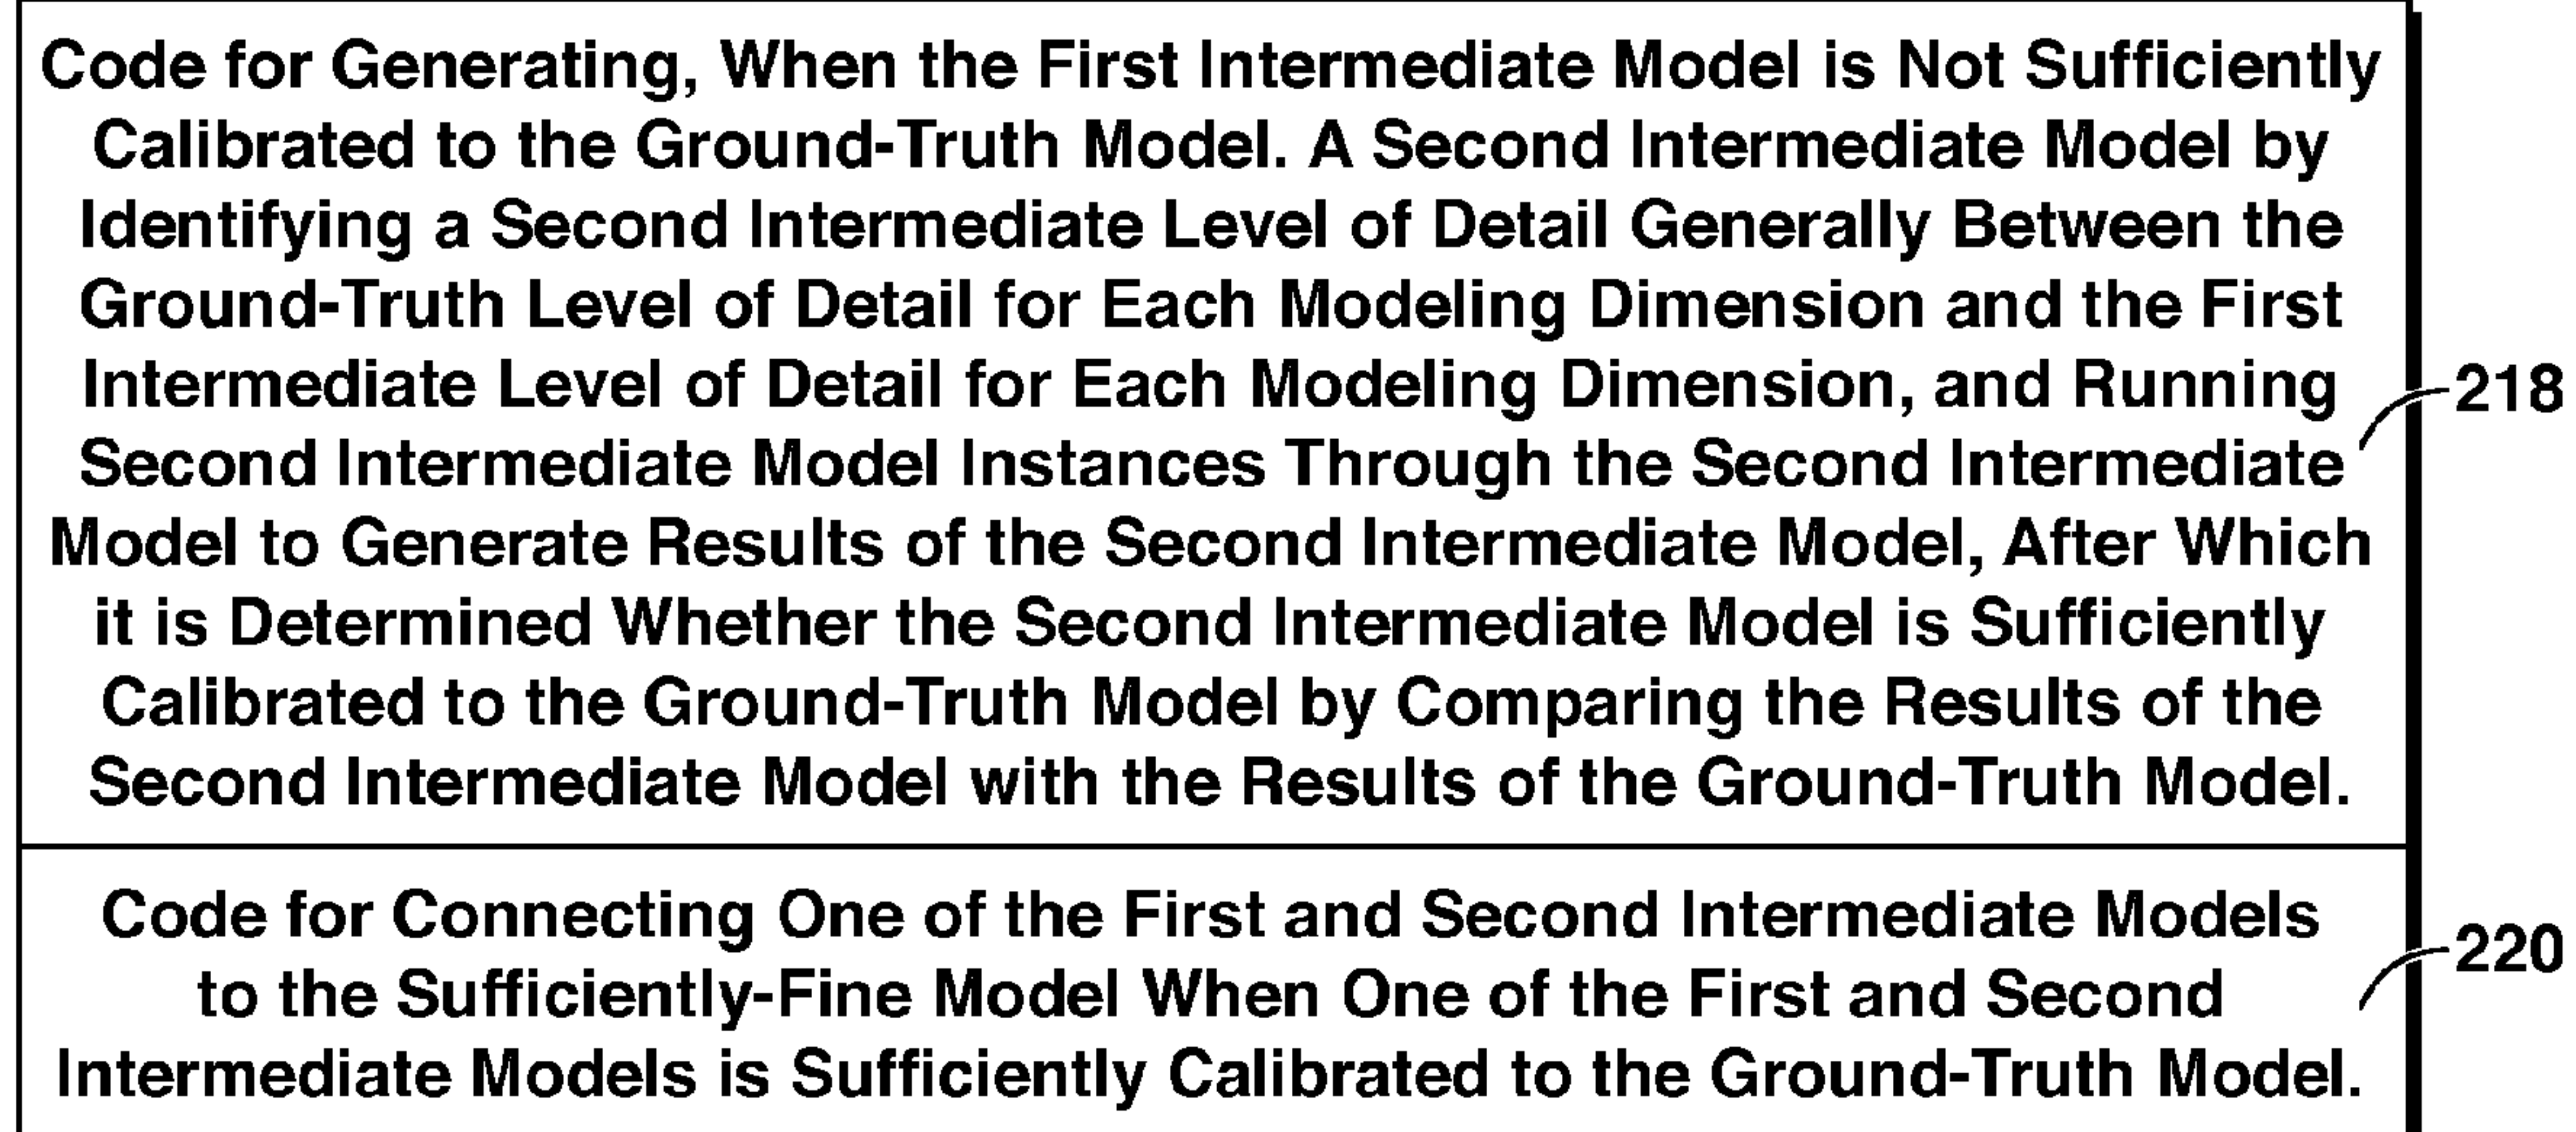 Code for Generating, When the First Intermediate Model is Not Sufficiently
Calibrated to the Ground-Truth Model. A Second Intermediate Model by
Identifying a Second Intermediate Level of Detail Generally Between the
Ground-Truth Level of Detail for Each Modeling Dimension and the First
Intermediate Level of Detail for Each Modeling Dimension, and Running
218
Second Intermediate Model Instances Through the Second Intermediate
Model to Generate Results of the Second Intermediate Model, After Which
it is Determined Whether the Second Intermediate Model is Sufficiently
Calibrated to the Ground-Truth Model by Comparing the Results of the
Second Intermediate Model with the Results of the Ground-Truth Model.
Code for Connecting One of the First and Second Intermediate Models
220
to the Sufficiently-Fine Model When One of the First and Second
Intermediate Models is Sufficiently Calibrated to the Ground-Truth Model.